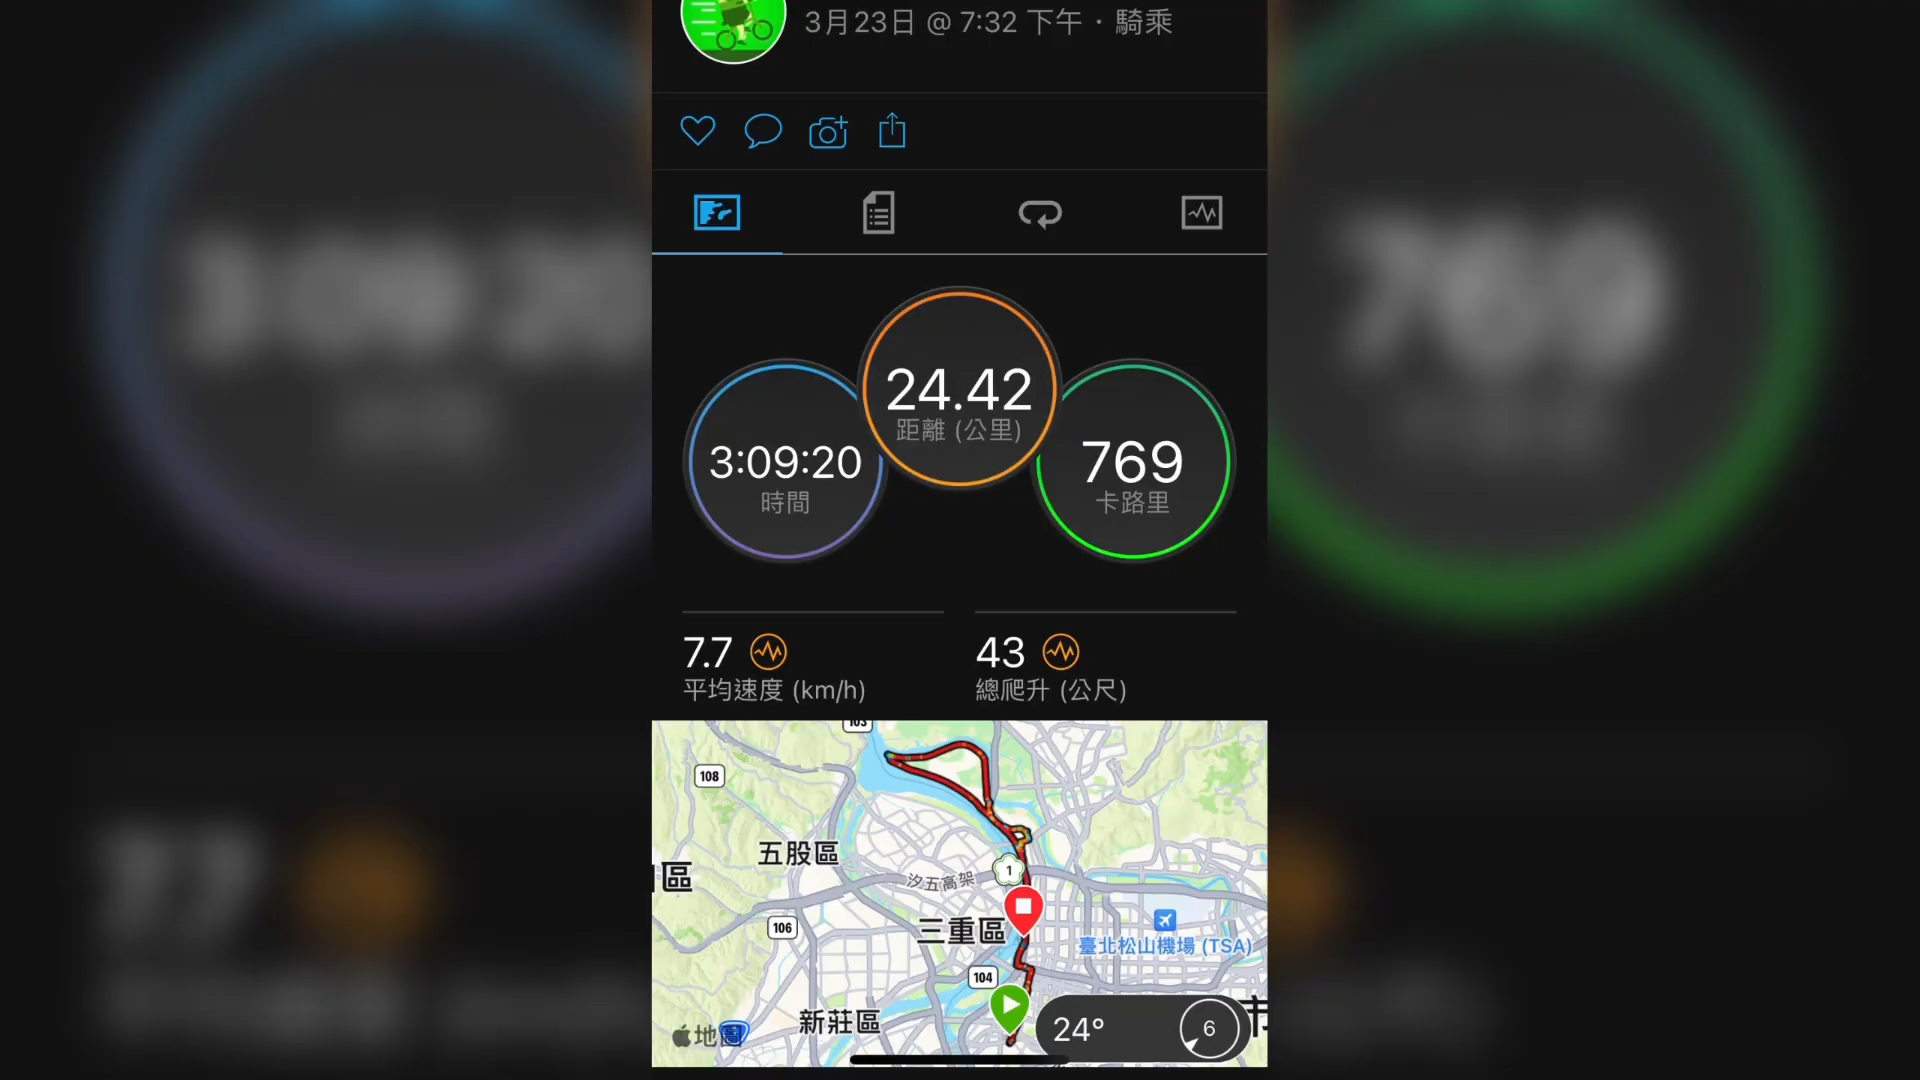 3月23日 @ 7:32 下午・騎乘
24.42
距離 (公里)
3:09:20
時間
769
卡路里
7.7
平均速度 (km/h)
43
總爬升 (公尺)
103
108
五股區
區
汐五高架
1
106
三重區
臺北松山機場 (TSA)
104
新莊區
地圖
24°
6
市